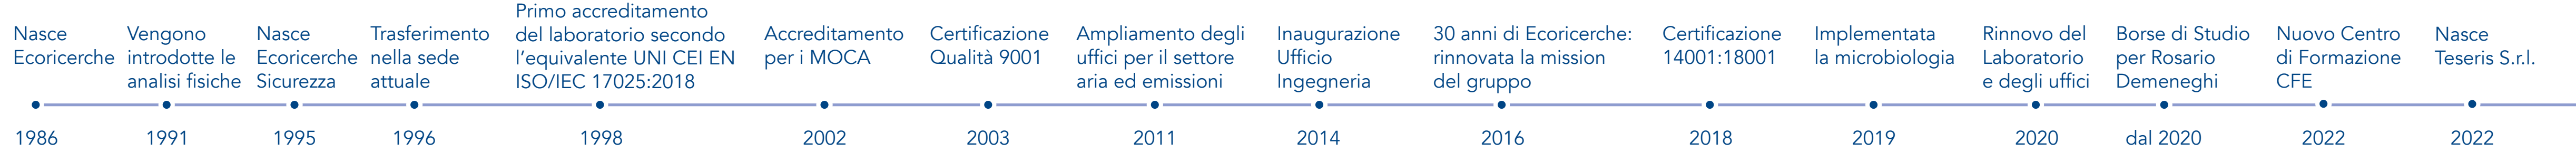 Nasce
Ecoricerche
1986
Vengono
introdotte le
analisi fisiche
1991
Nasce
Ecoricerche
Sicurezza
1995
Trasferimento
nella sede
attuale
1996
Primo accreditamento
del laboratorio secondo
l'equivalente UNI CEI EN
ISO/IEC 17025:2018
1998
Accreditamento
per i MOCA
2002
Certificazione
Qualità 9001
2003
Ampliamento degli
uffici per il settore
aria ed emissioni
2011
Inaugurazione
Ufficio
Ingegneria
2014
30 anni di Ecoricerche:
rinnovata la mission
del gruppo
2016
Certificazione
14001:18001
2018
Implementata
la microbiologia
2019
Rinnovo del
Laboratorio
e degli uffici
2020
Borse di Studio
per Rosario
Demeneghi
dal 2020
Nuovo Centro
di Formazione
CFE
2022
Nasce
Teseris S.r.l.
2022